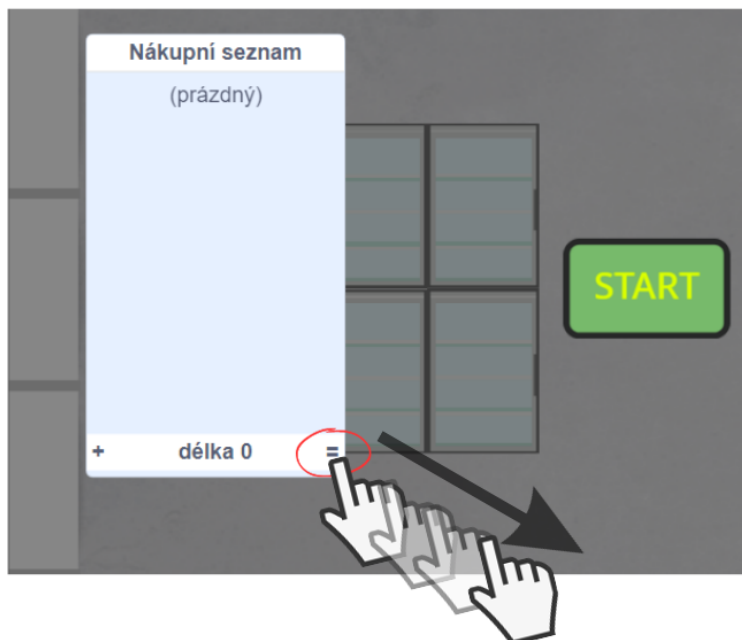 Nákupní seznam
(prázdný)
START
+ délka 0 =